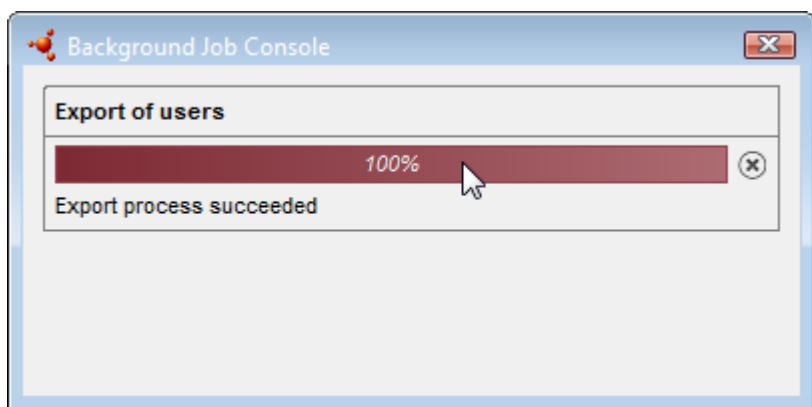 Background Job Console
Export of users
100%
Export process succeeded